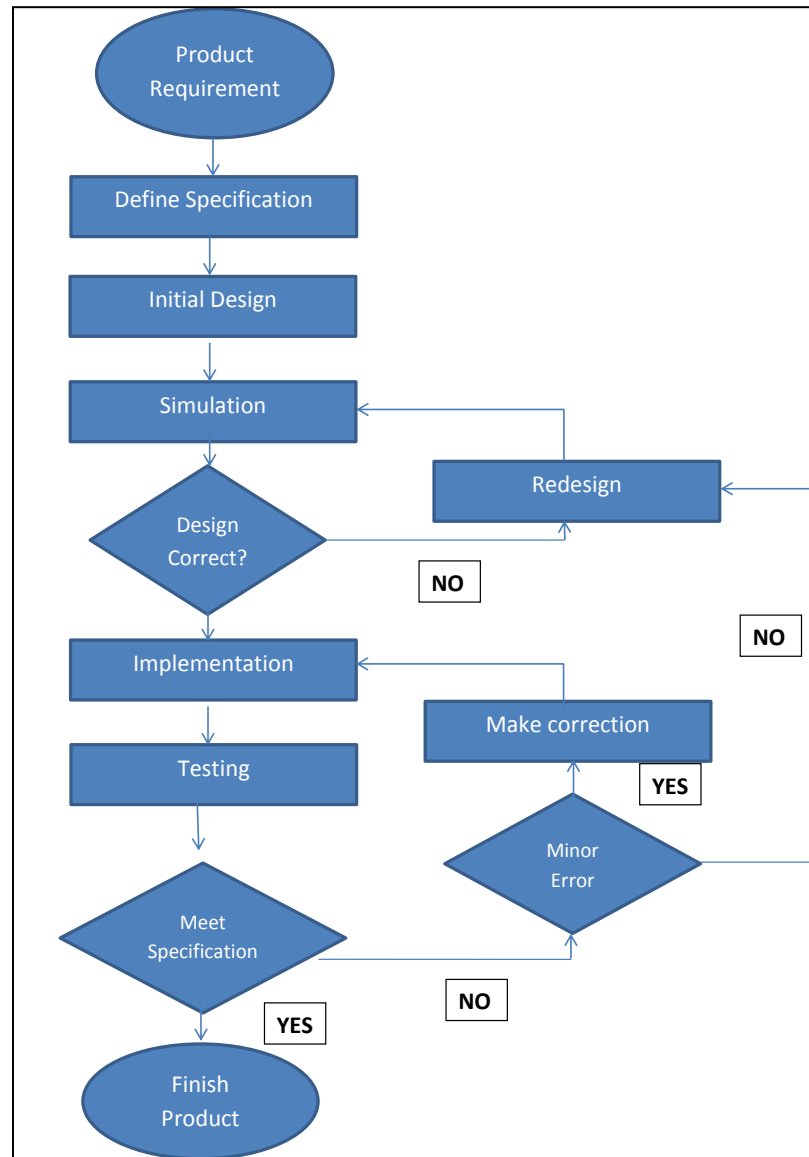 Product
Requirement
Define Specification
Initial Design
Simulation
Redesign
Design
Correct?
NO
NO
Implementation
Make correction
Testing
YES
Minor
Error
Meet
Specification
NO
YES
Finish
Product